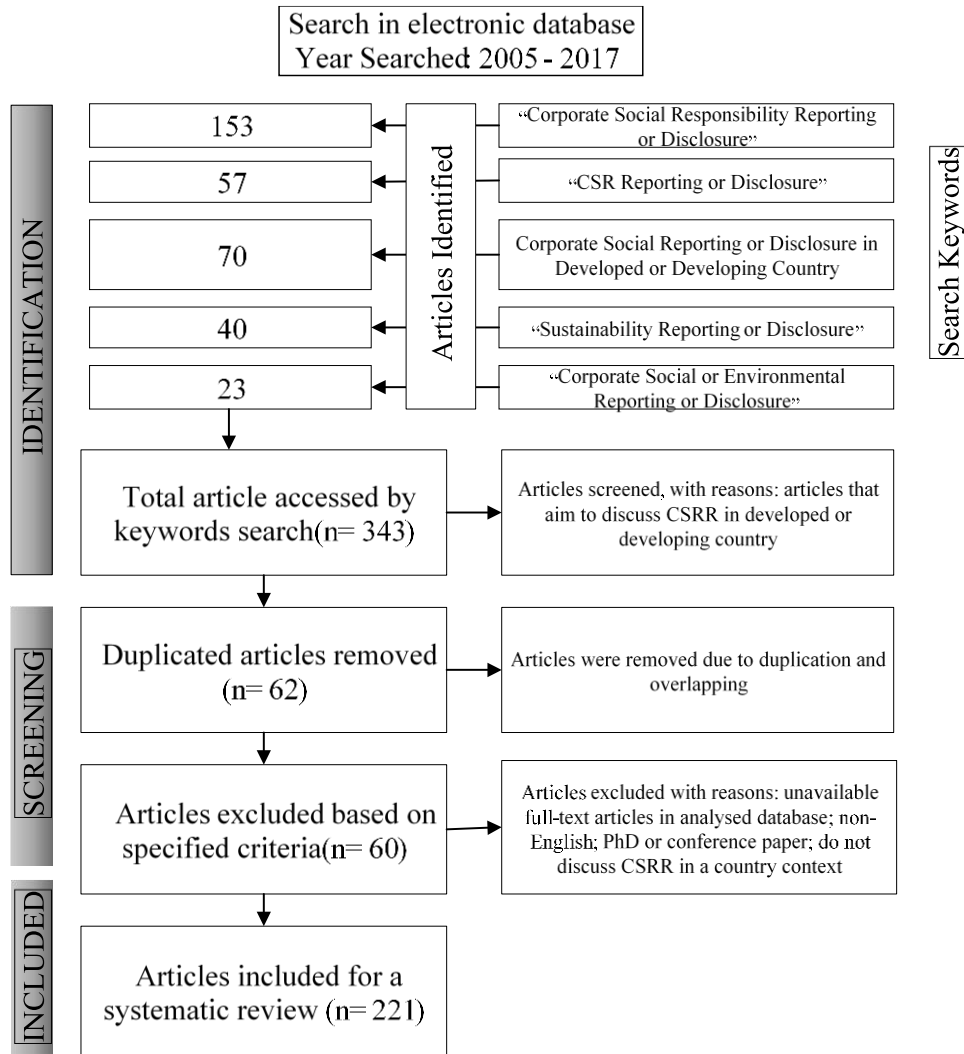 Search in electronic database
Year Searched: 2005 - 2017
IDENTIFICATION
153
Articles Identified
“Corporate Social Responsibility Reporting
or Disclosure”
Search Keywords
57
“CSR Reporting or Disclosure”
70
Corporate Social Reporting or Disclosure in
Developed or Developing Country
40
“Sustainability Reporting or Disclosure”
23
“Corporate Social or Environmental
Reporting or Disclosure”
Total article accessed by
keywords search(n= 343)
Articles screened, with reasons: articles that
aim to discuss CSRR in developed or
developing country
SCREENING
Duplicated articles removed
(n= 62)
Articles were removed due to duplication and
overlapping
Articles excluded based on
specified criteria(n= 60)
Articles excluded with reasons: unavailable
full-text articles in analysed database; non-
English; PhD or conference paper; do not
discuss CSRR in a country context
INCLUDED
Articles included for a
systematic review (n= 221)